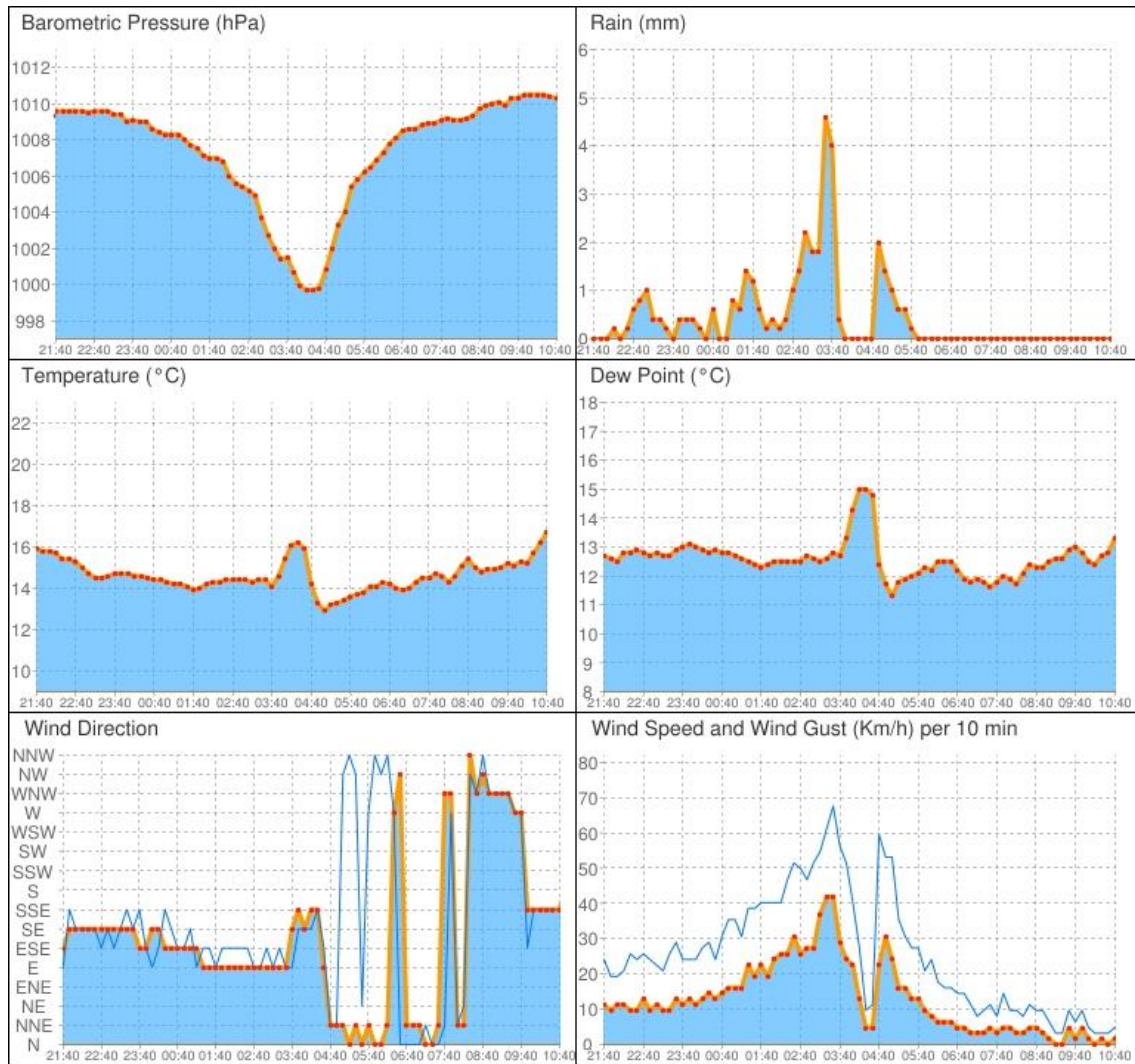 Barometric Pressure (hPa)
1012
1010
1008
1006
1004
1002
1000
998
21:40 22:40 23:40 00:40 01:40 02:40 03:40 04:40 05:40 06:40 07:40 08:40 09:40 10:40
Rain (mm)
6
5
4
3
2
1
0
21:40 22:40 23:40 00:40 01:40 02:40 03:40 04:40 05:40 06:40 07:40 08:40 09:40 10:40
Temperature (°C)
22
20
18
16
14
12
10
21:40 22:40 23:40 00:40 01:40 02:40 03:40 04:40 05:40 06:40 07:40 08:40 09:40 10:40
Dew Point (°C)
18
17
16
15
14
13
12
11
10
9
8
21:40 22:40 23:40 00:40 01:40 02:40 03:40 04:40 05:40 06:40 07:40 08:40 09:40 10:40
Wind Direction
NNW
NW
WNW
W
WSW
SW
SSW
S
SSE
SE
ESE
E
ENE
NE
NNE
N
21:40 22:40 23:40 00:40 01:40 02:40 03:40 04:40 05:40 06:40 07:40 08:40 09:40 10:40
Wind Speed and Wind Gust (Km/h) per 10 min
80
70
60
50
40
30
20
10
0
21:40 22:40 23:40 00:40 01:40 02:40 03:40 04:40 05:40 06:40 07:40 08:40 09:40 10:40